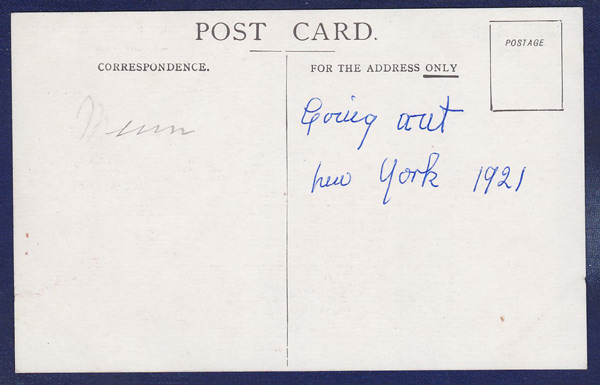 POST CARD.
CORRESPONDENCE.
FOR THE ADDRESS ONLY
POSTAGE
Going out
new York 1921